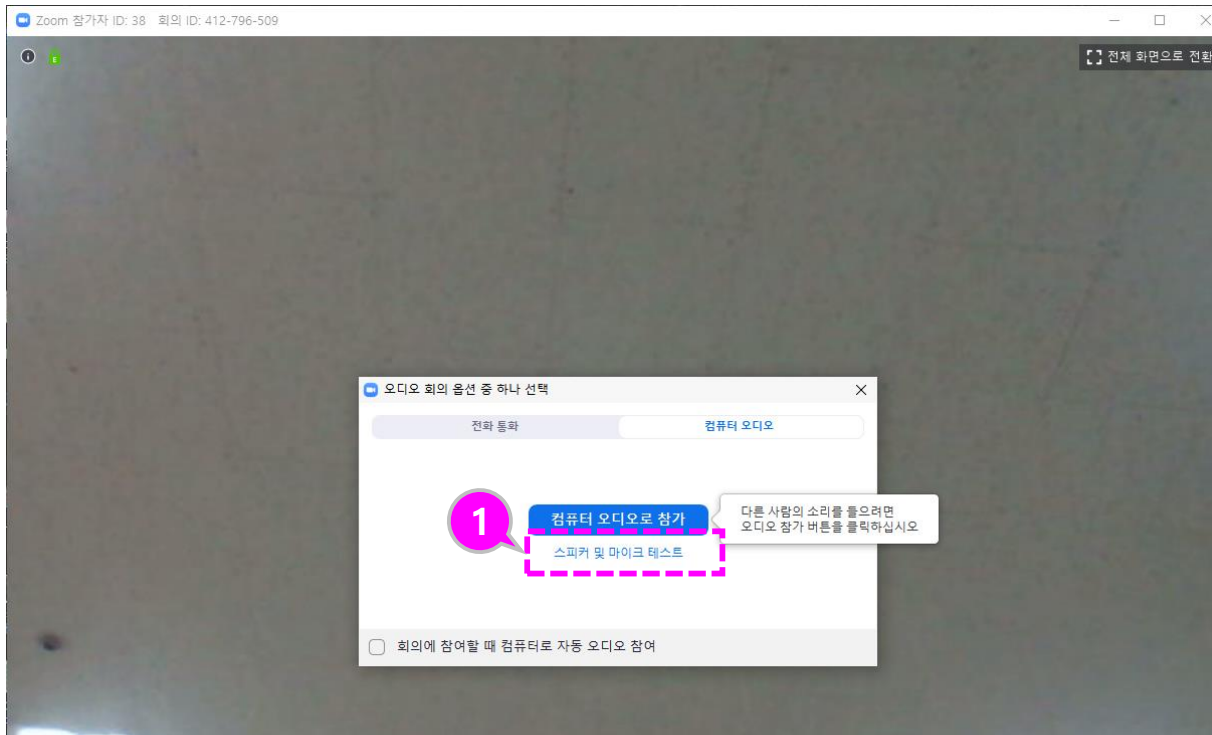 Zoom 참가자 ID: 38 회의 ID: 412-796-509
전체 화면으로 전환
오디오 회의 옵션 중 하나 선택
전화 통화
컴퓨터 오디오
1
컴퓨터 오디오로 참가
다른 사람의 소리를 들으려면
오디오 참가 버튼을 클릭하십시오
스피커 및 마이크 테스트
회의에 참여할 때 컴퓨터로 자동 오디오 참여